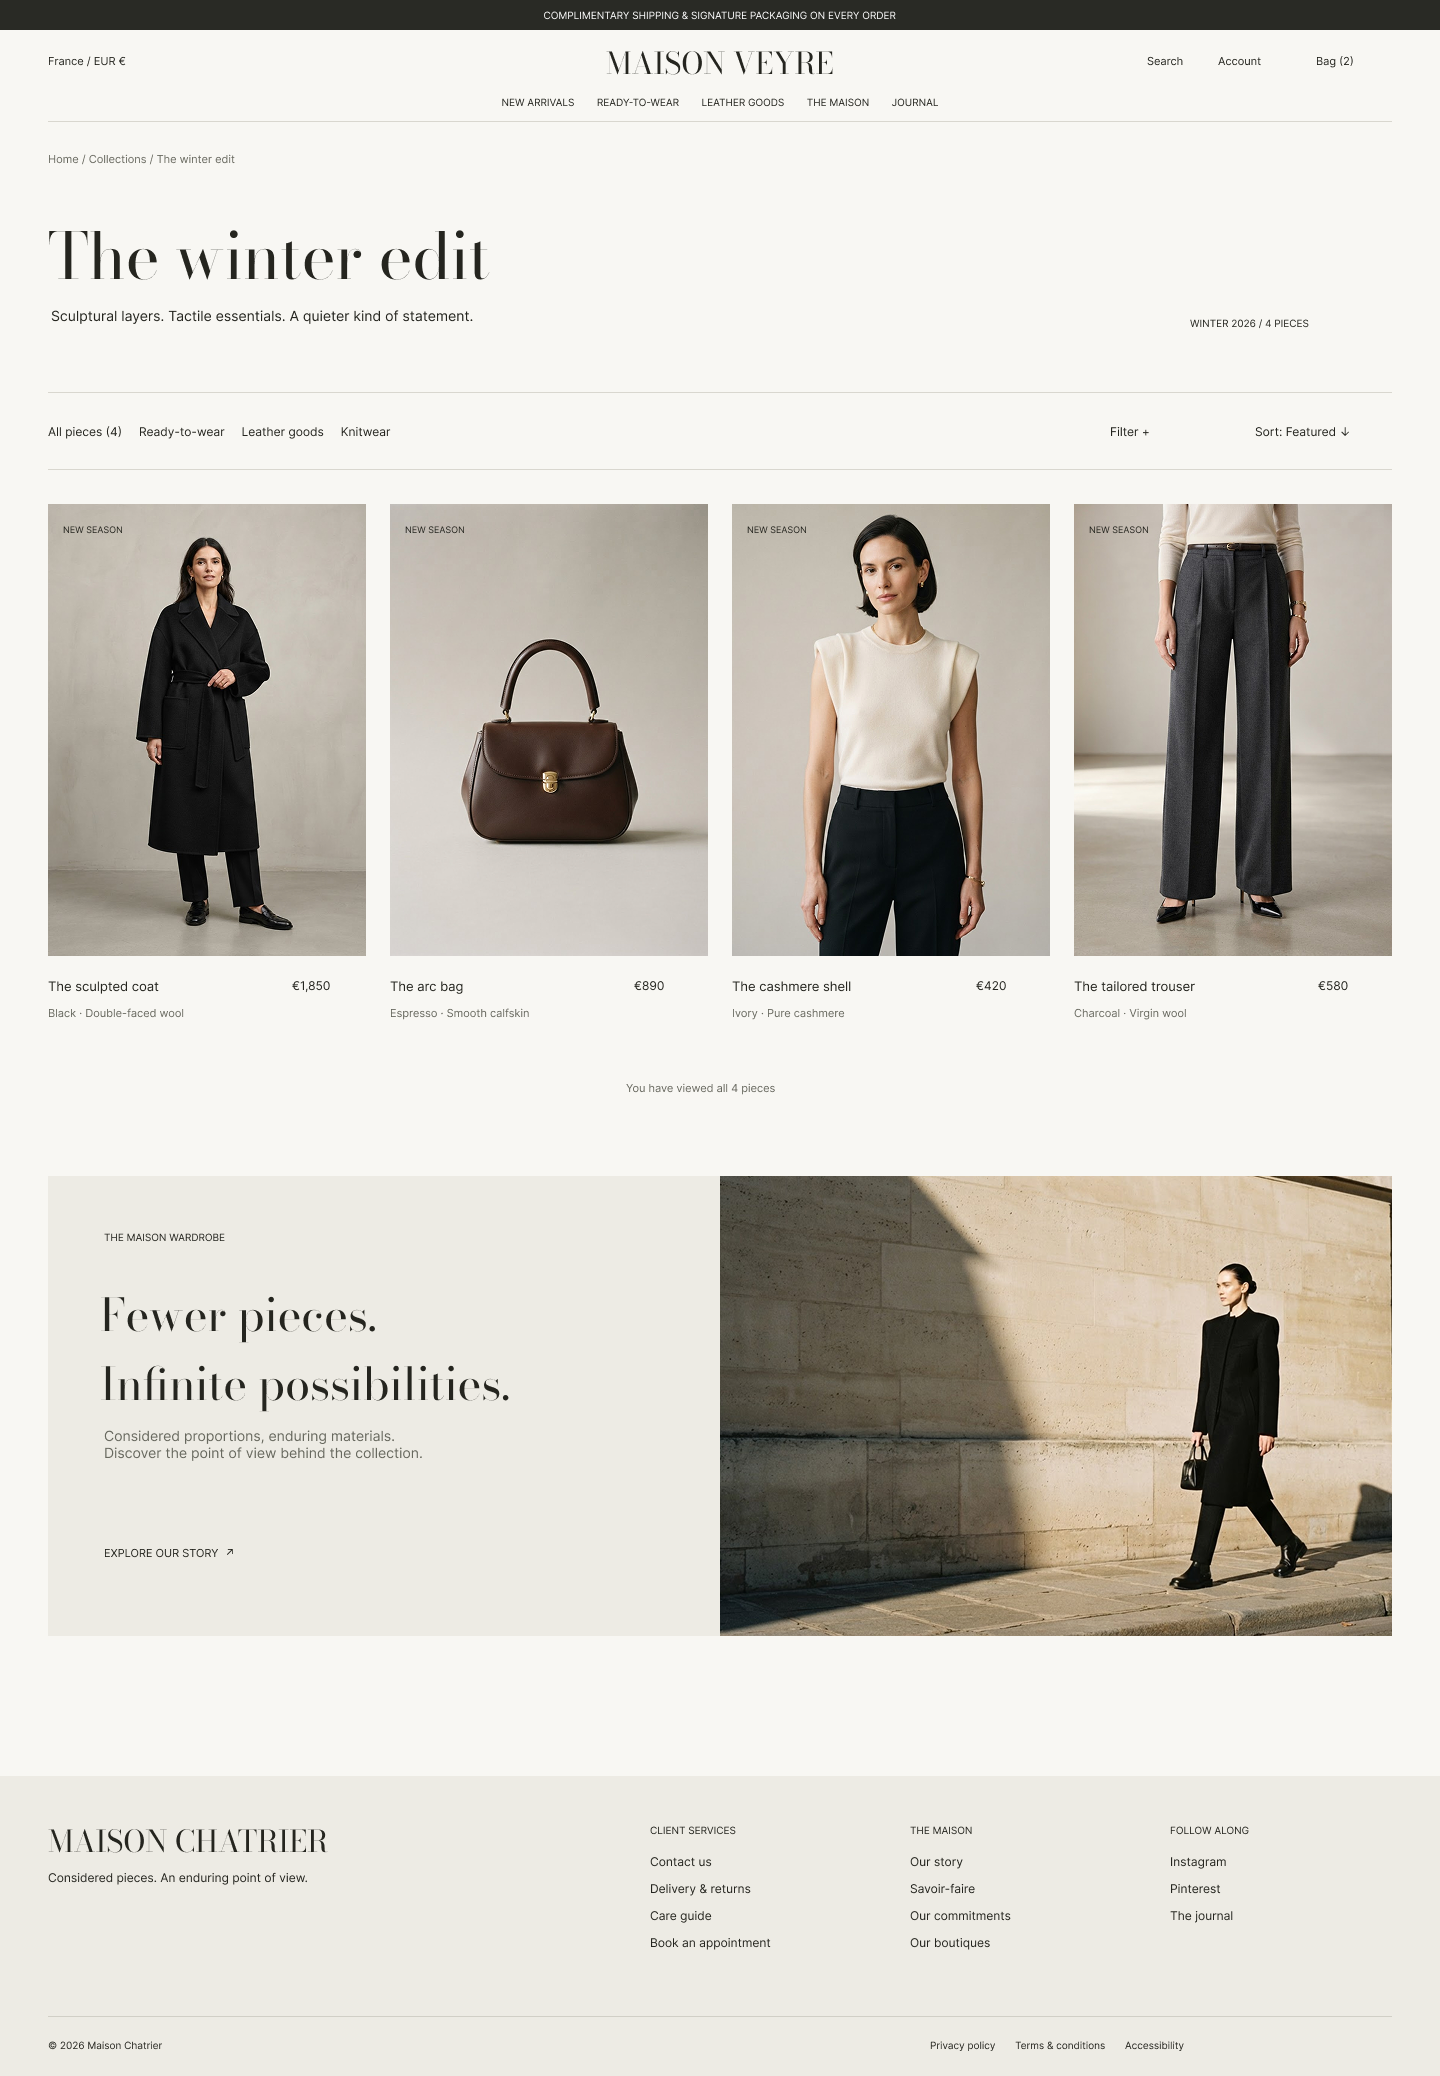 COMPLIMENTARY SHIPPING & SIGNATURE PACKAGING ON EVERY ORDER
France / EUR €
MAISON VEYRE
Search
Account
Bag (2)
NEW ARRIVALS
READY-TO-WEAR
LEATHER GOODS
THE MAISON
JOURNAL
Home / Collections / The winter edit
The winter edit
Sculptural layers. Tactile essentials. A quieter kind of statement.
WINTER 2026 / 4 PIECES
All pieces (4)
Ready-to-wear
Leather goods
Knitwear
Filter +
Sort: Featured ↓
NEW SEASON
NEW SEASON
NEW SEASON
NEW SEASON
The sculpted coat
€1,850
Black · Double-faced wool
The arc bag
€890
Espresso · Smooth calfskin
The cashmere shell
€420
Ivory · Pure cashmere
The tailored trouser
€580
Charcoal · Virgin wool
You have viewed all 4 pieces
THE MAISON WARDROBE
Fewer pieces.
Infinite possibilities.
Considered proportions, enduring materials.
Discover the point of view behind the collection.
EXPLORE OUR STORY ↗
MAISON CHATRIER
Considered pieces. An enduring point of view.
CLIENT SERVICES
Contact us
Delivery & returns
Care guide
Book an appointment
THE MAISON
Our story
Savoir-faire
Our commitments
Our boutiques
FOLLOW ALONG
Instagram
Pinterest
The journal
© 2026 Maison Chatrier
Privacy policy
Terms & conditions
Accessibility